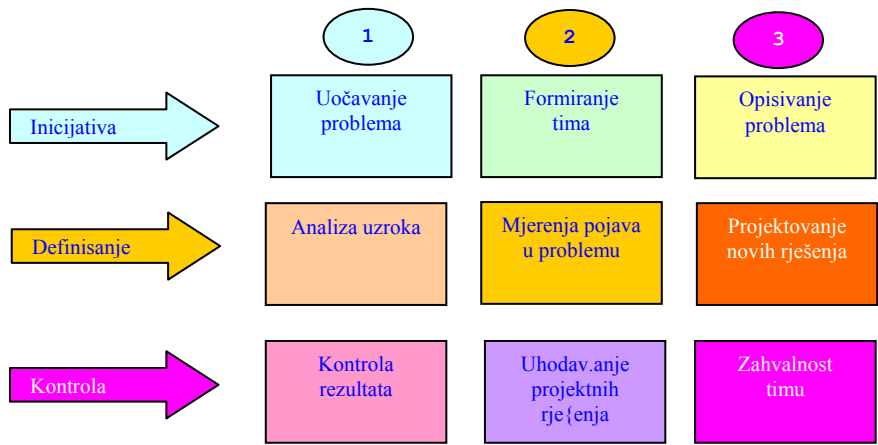 1
2
3
Inicijativa
Uočavanje
problema
Formiranje
tima
Opisivanje
problema
Definisanje
Analiza uzroka
Mjerenja pojava
u problemu
Projektovanje
novih rješenja
Kontrola
Kontrola
rezultata
Uhodav.anje
projektnih
rje{enja
Zahvalnost
timu